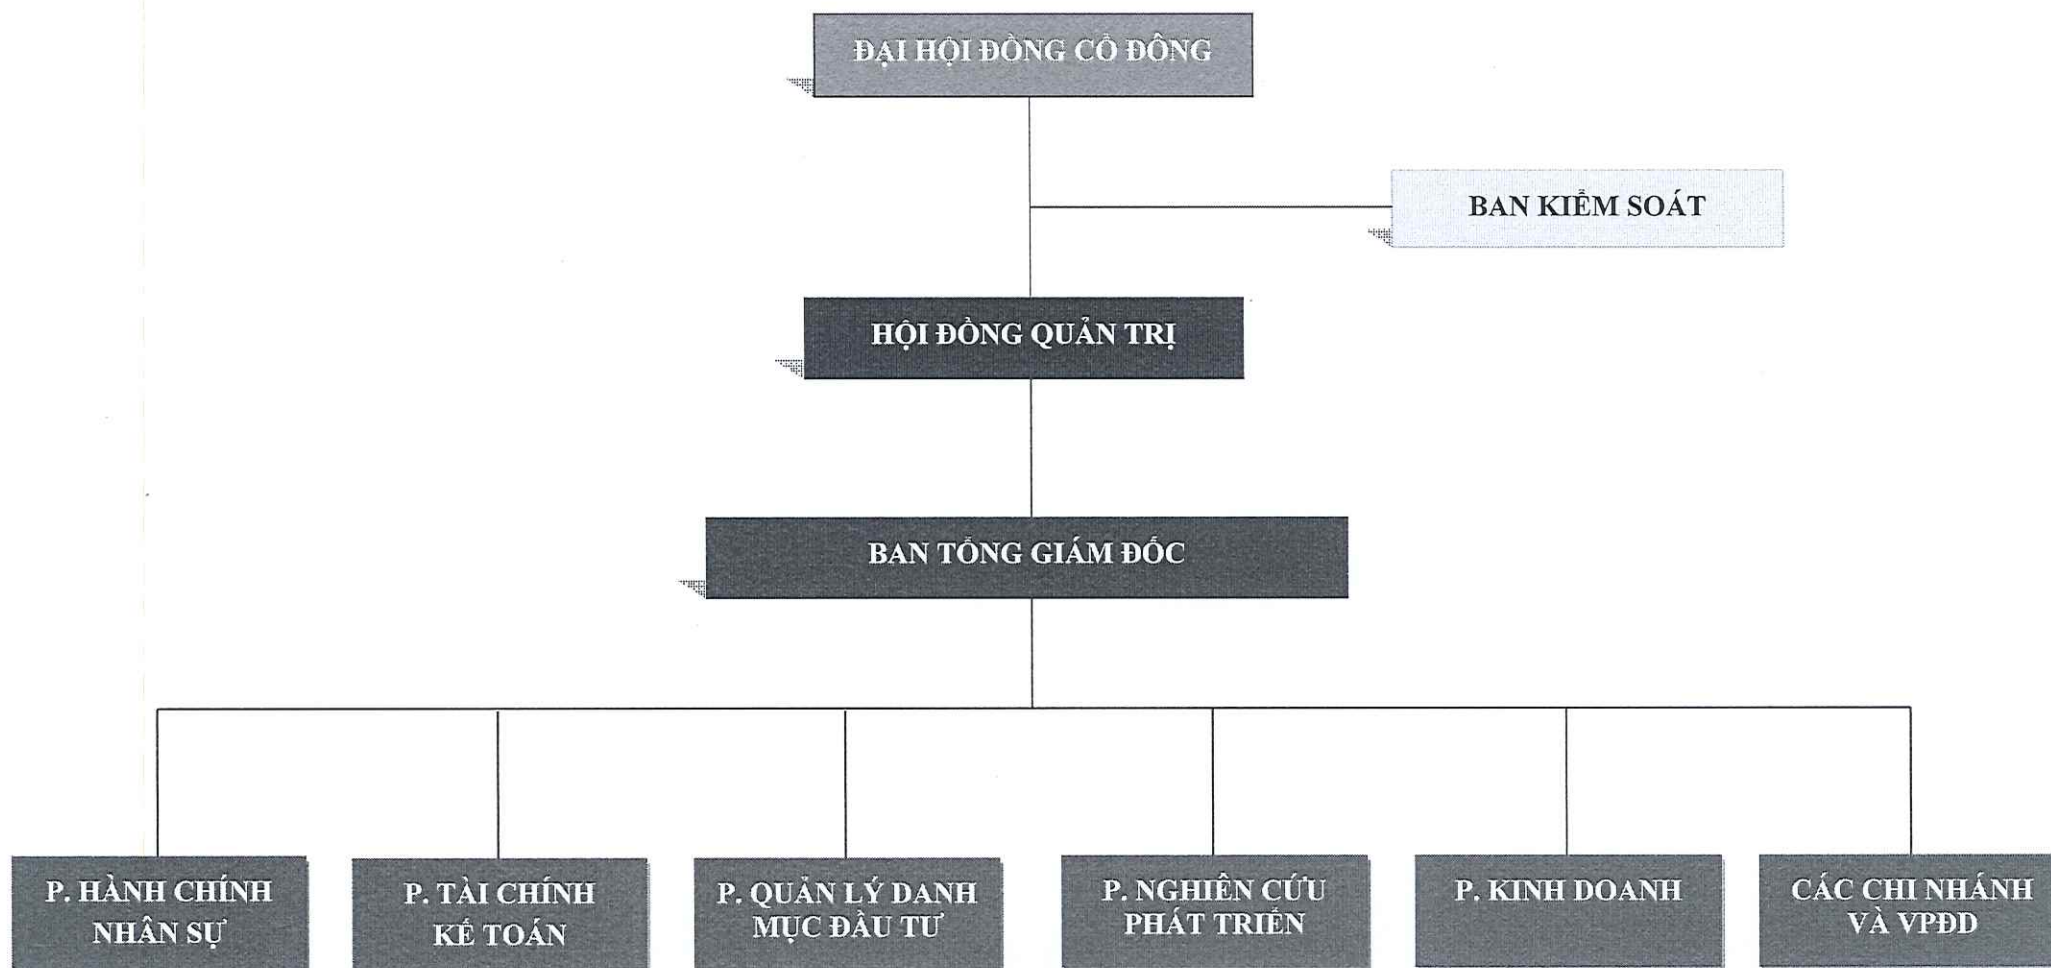 ĐẠI HỘI ĐỒNG CỔ ĐÔNG
BAN KIỂM SOÁT
HỘI ĐỒNG QUẢN TRỊ
BAN TỔNG GIÁM ĐỐC
P. HÀNH CHÍNH
NHÂN SỰ
P. TÀI CHÍNH
KẾ TOÁN
P. QUẢN LÝ DANH
MỤC ĐẦU TƯ
P. NGHIÊN CỨU
PHÁT TRIỂN
P. KINH DOANH
CÁC CHI NHÁNH
VÀ VPĐD